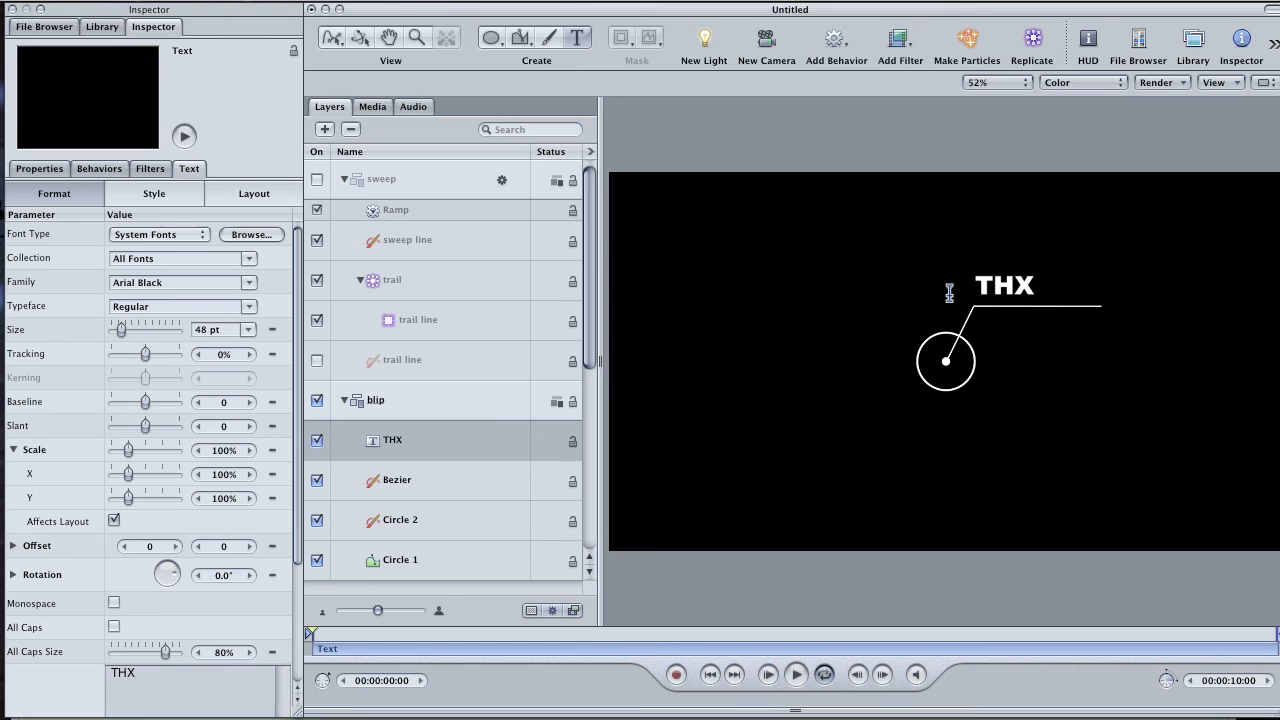 Inspector
File Browser Library Inspector
Text
Properties Behaviors Filters Text
Format Style Layout
Parameter Value
Font Type System Fonts Browse...
Collection All Fonts
Family Arial Black
Typeface Regular
Size 48 pt
Tracking 0%
Kerning
Baseline 0
Slant 0
Scale 100%
X 100%
Y 100%
Affects Layout
Offset 0 0
Rotation 0.0°
Monospace
All Caps
All Caps Size 80%
THX
Untitled
T
View Create Mask New Light New Camera Add Behavior Add Filter Make Particles Replicate HUD File Browser Library Inspector
52% Color Render View
Layers Media Audio
Search
On Name Status
sweep
Ramp
sweep line
trail
trail line
trail line
blip
T THX
Bezier
Circle 2
Circle 1
THX
Text
00:00:00:00 00:00:10:00